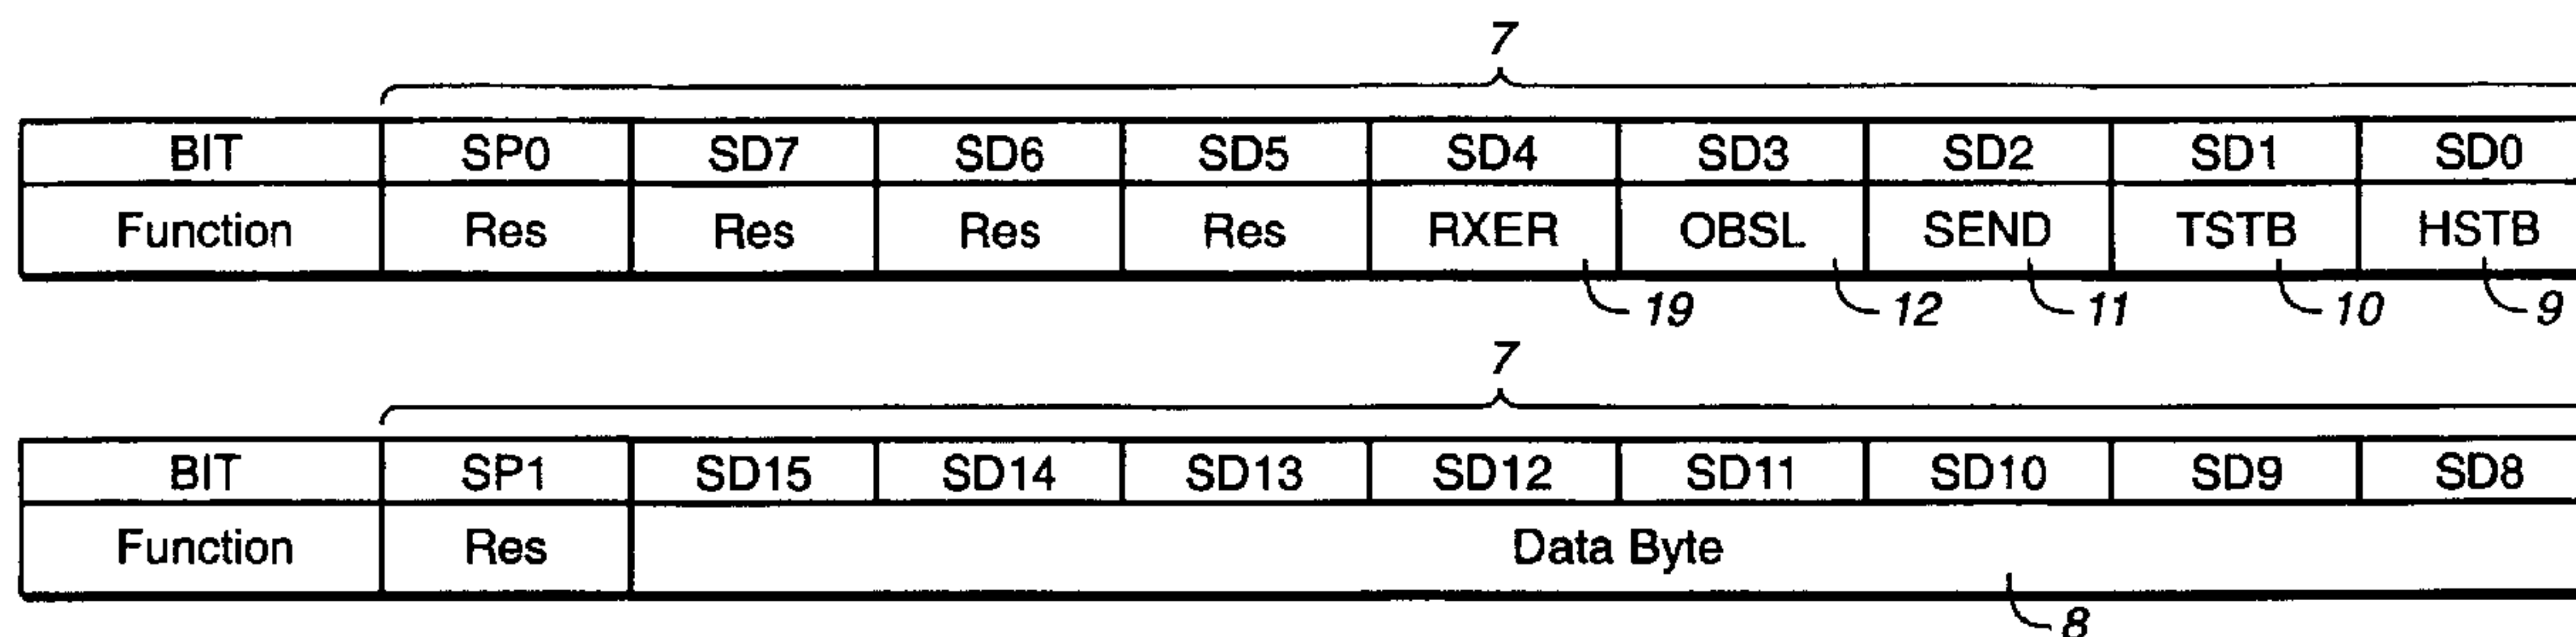 7
BIT SP0 SD7 SD6 SD5 SD4 SD3 SD2 SD1 SD0
Function Res Res Res Res RXER OBSL SEND TSTB HSTB
19 12 11 10 9
7
BIT SP1 SD15 SD14 SD13 SD12 SD11 SD10 SD9 SD8
Function Res Data Byte
8